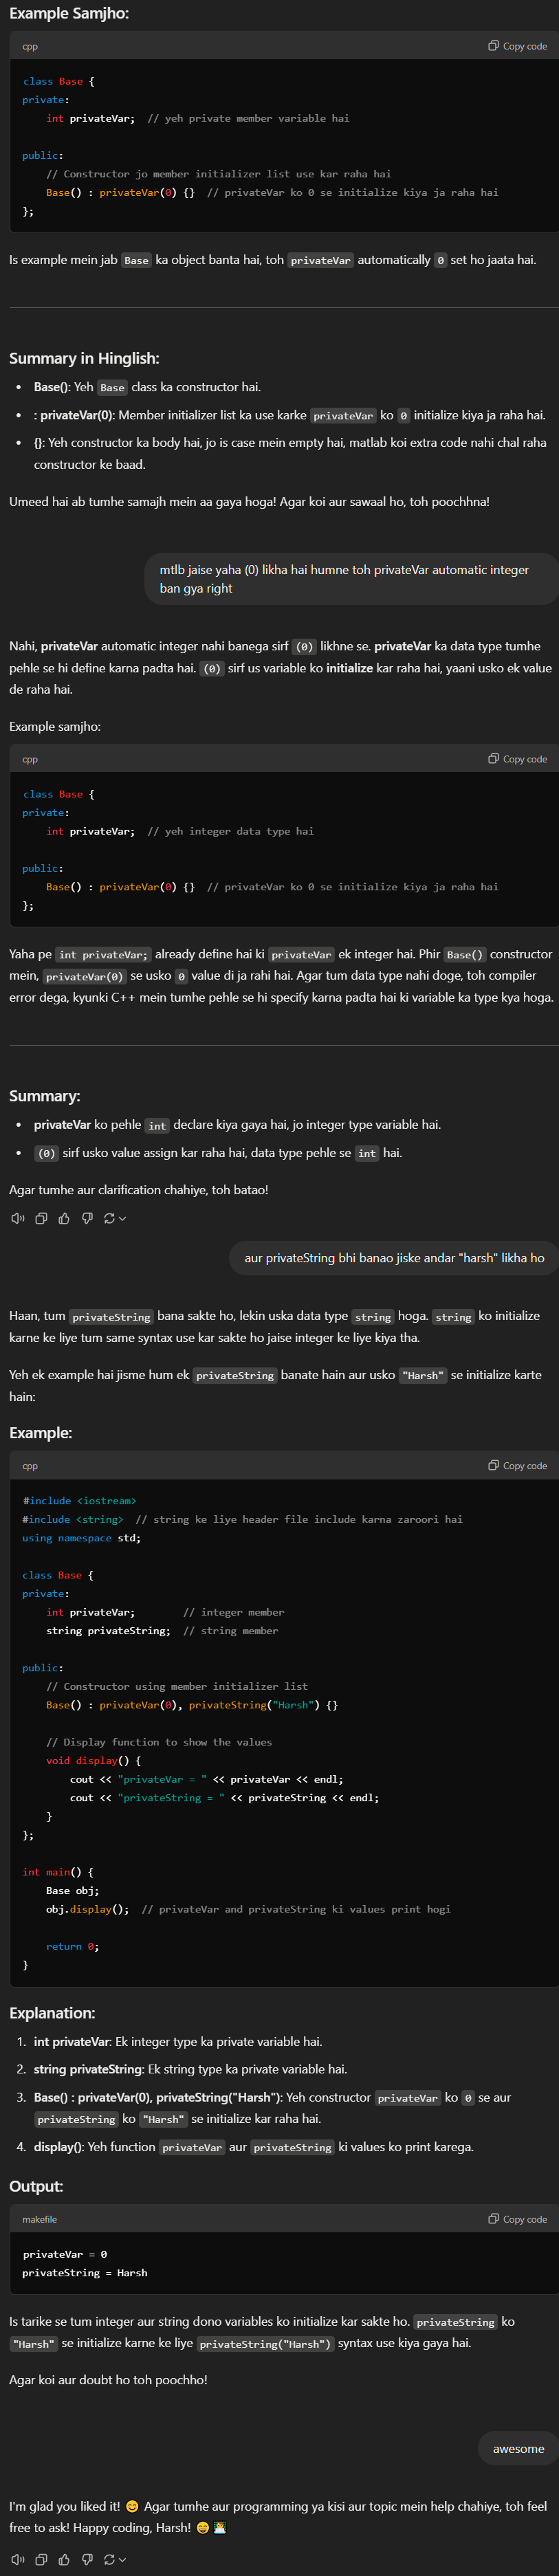 Example Samjho:
cpp
Copy code
class Base {
private:
    int privateVar;  // yeh private member variable hai
public:
    // Constructor jo member initializer list use kar raha hai
    Base() : privateVar(0) {}  // privateVar ko 0 se initialize kiya ja raha hai
};
Is example mein jab Base ka object banta hai, toh privateVar automatically 0 set ho jaata hai.
Summary in Hinglish:
• Base(): Yeh Base class ka constructor hai.
• : privateVar(0): Member initializer list ka use karke privateVar ko 0 initialize kiya ja raha hai.
• {}: Yeh constructor ka body hai, jo is case mein empty hai, matlab koi extra code nahi chal raha
constructor ke baad.
Umeed hai ab tumhe samajh mein aa gaya hoga! Agar koi aur sawaal ho, toh poochhna!
mtlb jaise yaha (0) likha hai humne toh privateVar automatic integer
ban gya right
Nahi, privateVar automatic integer nahi banega sirf (0) likhne se. privateVar ka data type tumhe
pehle se hi define karna padta hai. (0) sirf us variable ko initialize kar raha hai, yaani usko ek value
de raha hai.
Example samjho:
cpp
Copy code
class Base {
private:
    int privateVar;  // yeh integer data type hai
public:
    Base() : privateVar(0) {}  // privateVar ko 0 se initialize kiya ja raha hai
};
Yaha pe int privateVar; already define hai ki privateVar ek integer hai. Phir Base() constructor
mein, privateVar(0) se usko 0 value di ja rahi hai. Agar tum data type nahi doge, toh compiler
error dega, kyunki C++ mein tumhe pehle se hi specify karna padta hai ki variable ka type kya hoga.
Summary:
• privateVar ko pehle int declare kiya gaya hai, jo integer type variable hai.
• (0) sirf usko value assign kar raha hai, data type pehle se int hai.
Agar tumhe aur clarification chahiye, toh batao!
aur privateString bhi banao jiske andar "harsh" likha ho
Haan, tum privateString bana sakte ho, lekin uska data type string hoga. string ko initialize
karne ke liye tum same syntax use kar sakte ho jaise integer ke liye kiya tha.
Yeh ek example hai jisme hum ek privateString banate hain aur usko "Harsh" se initialize karte
hain:
Example:
cpp
Copy code
#include <iostream>
#include <string>  // string ke liye header file include karna zaroori hai
using namespace std;
class Base {
private:
    int privateVar;        // integer member
    string privateString;  // string member
public:
    // Constructor using member initializer list
    Base() : privateVar(0), privateString("Harsh") {}
    // Display function to show the values
    void display() {
        cout << "privateVar = " << privateVar << endl;
        cout << "privateString = " << privateString << endl;
    }
};
int main() {
    Base obj;
    obj.display();  // privateVar and privateString ki values print hogi
    return 0;
}
Explanation:
1. int privateVar: Ek integer type ka private variable hai.
2. string privateString: Ek string type ka private variable hai.
3. Base() : privateVar(0), privateString("Harsh"): Yeh constructor privateVar ko 0 se aur
privateString ko "Harsh" se initialize kar raha hai.
4. display(): Yeh function privateVar aur privateString ki values ko print karega.
Output:
makefile
Copy code
privateVar = 0
privateString = Harsh
Is tarike se tum integer aur string dono variables ko initialize kar sakte ho. privateString ko
"Harsh" se initialize karne ke liye privateString("Harsh") syntax use kiya gaya hai.
Agar koi aur doubt ho toh poochho!
awesome
I'm glad you liked it! 😄 Agar tumhe aur programming ya kisi aur topic mein help chahiye, toh feel
free to ask! Happy coding, Harsh! 😄 👨‍💻